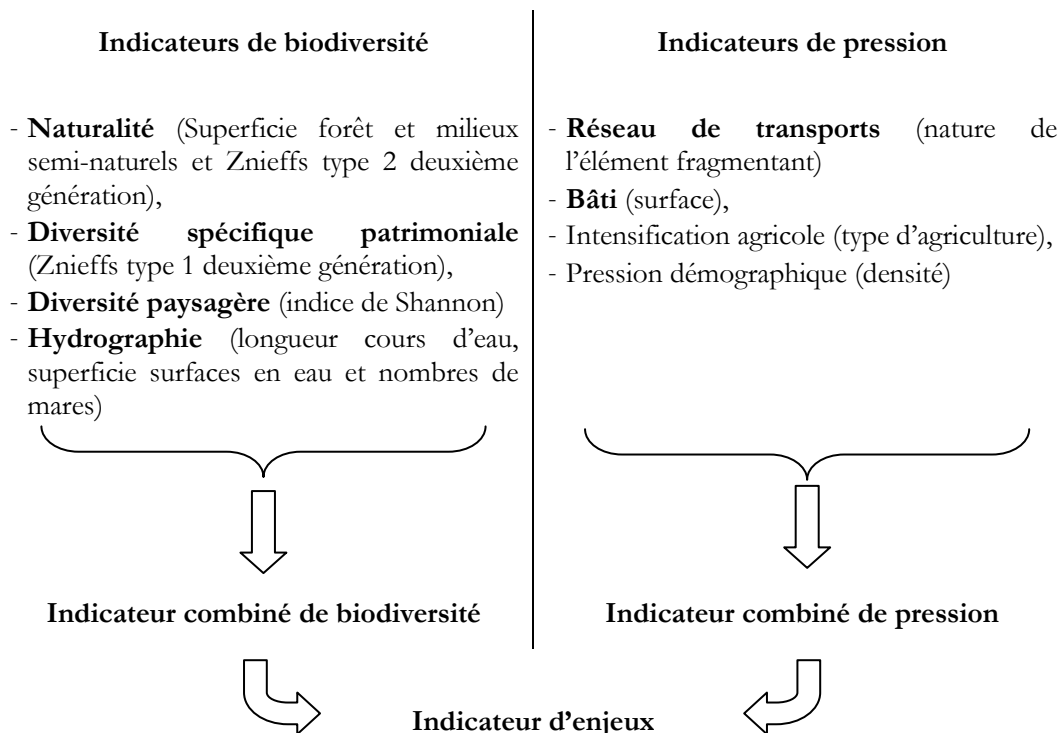 Indicateurs de biodiversité
- Naturalité (Superficie forêt et milieux
semi-naturels et Znieffs type 2 deuxième
génération),
- Diversité spécifique patrimoniale
(Znieffs type 1 deuxième génération),
- Diversité paysagère (indice de Shannon)
- Hydrographie (longueur cours d’eau,
superficie surfaces en eau et nombres de
mares)
Indicateur combiné de biodiversité
Indicateurs de pression
- Réseau de transports (nature de
l’élément fragmentant)
- Bâti (surface),
- Intensification agricole (type d’agriculture),
- Pression démographique (densité)
Indicateur combiné de pression
Indicateur d’enjeux